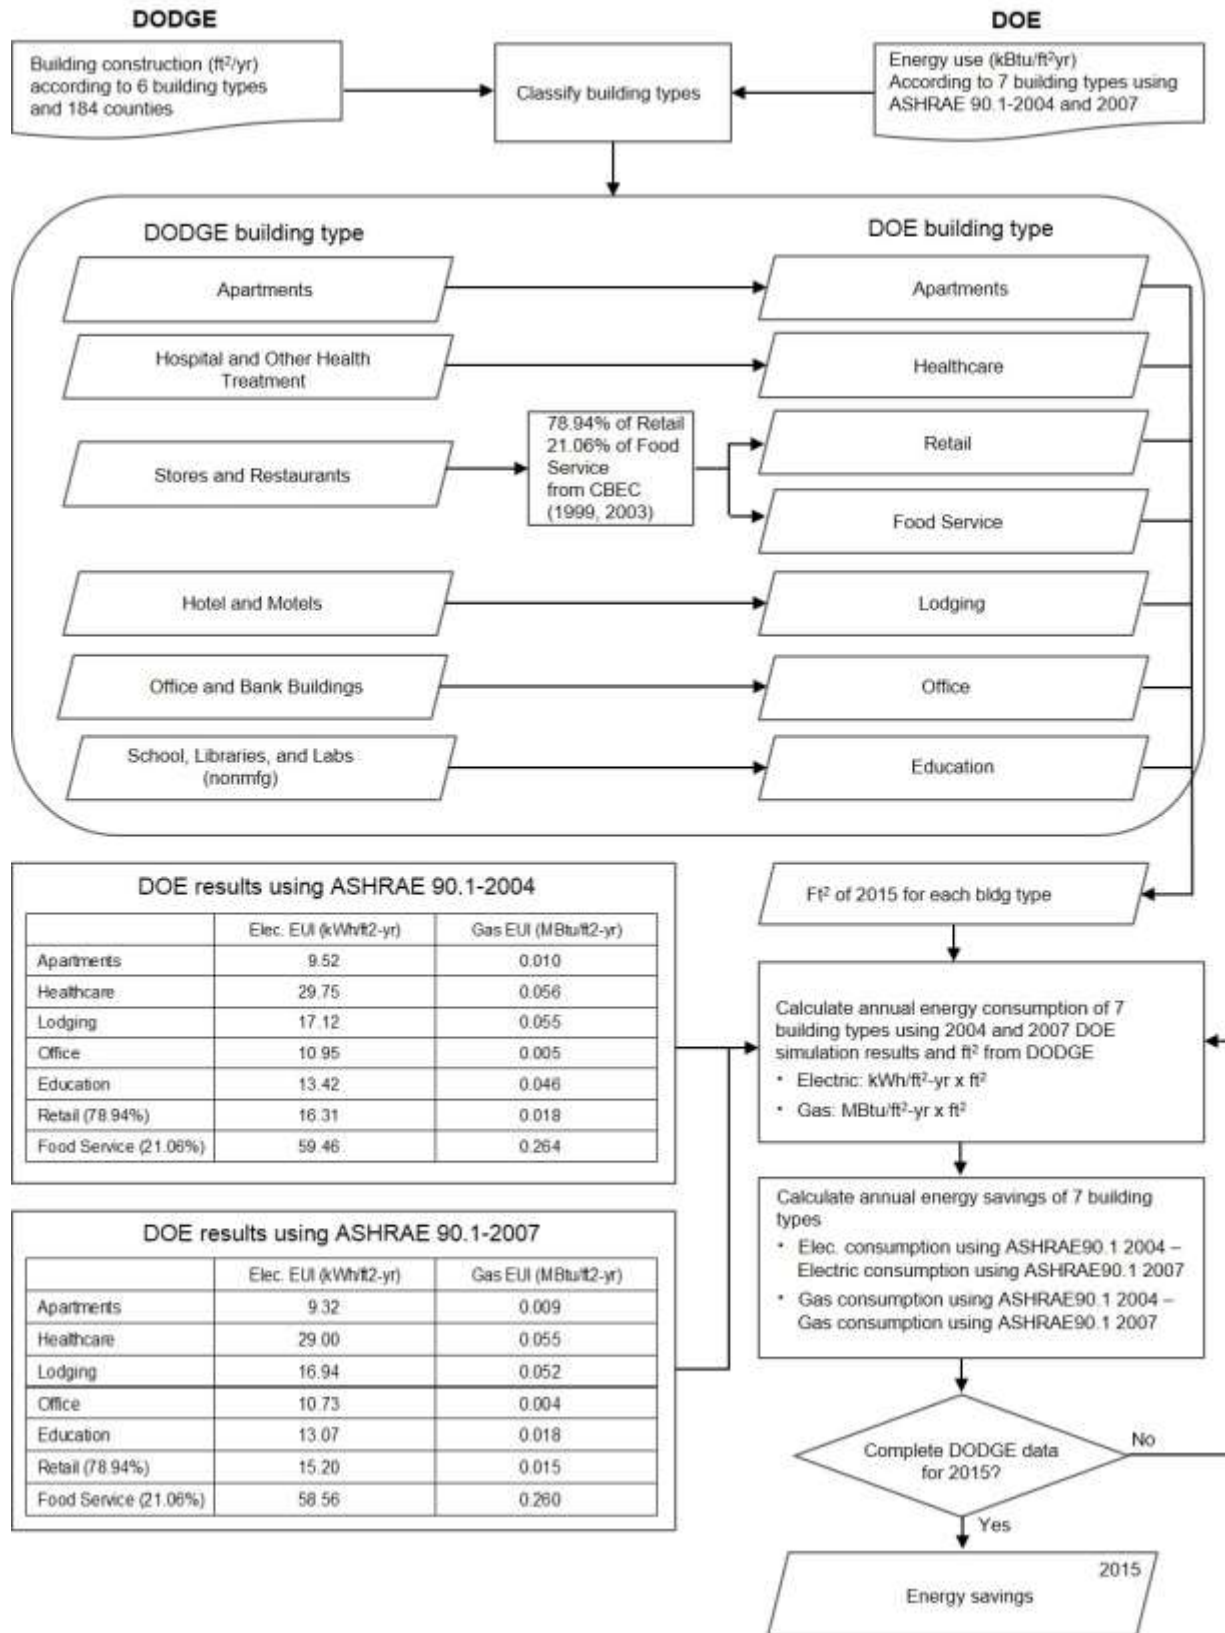 DODGE
DOE
Building construction (ft²/yr)
according to 6 building types
and 184 counties
Classify building types
Energy use (kBtu/ft²yr)
According to 7 building types using
ASHRAE 90.1-2004 and 2007
DODGE building type
DOE building type
Apartments
Apartments
Hospital and Other Health
Treatment
Healthcare
Stores and Restaurants
78.94% of Retail
21.06% of Food
Service
from CBEC
(1999, 2003)
Retail
Food Service
Hotel and Motels
Lodging
Office and Bank Buildings
Office
School, Libraries, and Labs
(nonmfg)
Education
DOE results using ASHRAE 90.1-2004
Elec. EUI (kWh/ft2-yr) Gas EUI (MBtu/ft2-yr)
Apartments 9.52 0.010
Healthcare 29.75 0.056
Lodging 17.12 0.055
Office 10.95 0.005
Education 13.42 0.046
Retail (78.94%) 16.31 0.018
Food Service (21.06%) 59.46 0.264
DOE results using ASHRAE 90.1-2007
Elec. EUI (kWh/ft2-yr) Gas EUI (MBtu/ft2-yr)
Apartments 9.32 0.009
Healthcare 29.00 0.055
Lodging 16.94 0.052
Office 10.73 0.004
Education 13.07 0.018
Retail (78.94%) 15.20 0.015
Food Service (21.06%) 58.56 0.260
Ft² of 2015 for each bldg type
Calculate annual energy consumption of 7
building types using 2004 and 2007 DOE
simulation results and ft² from DODGE
• Electric: kWh/ft²-yr x ft²
• Gas: MBtu/ft²-yr x ft²
Calculate annual energy savings of 7 building
types
• Elec. consumption using ASHRAE90.1 2004 –
Electric consumption using ASHRAE90.1 2007
• Gas consumption using ASHRAE90.1 2004 –
Gas consumption using ASHRAE90.1 2007
Complete DODGE data
for 2015?
No
Yes
2015
Energy savings